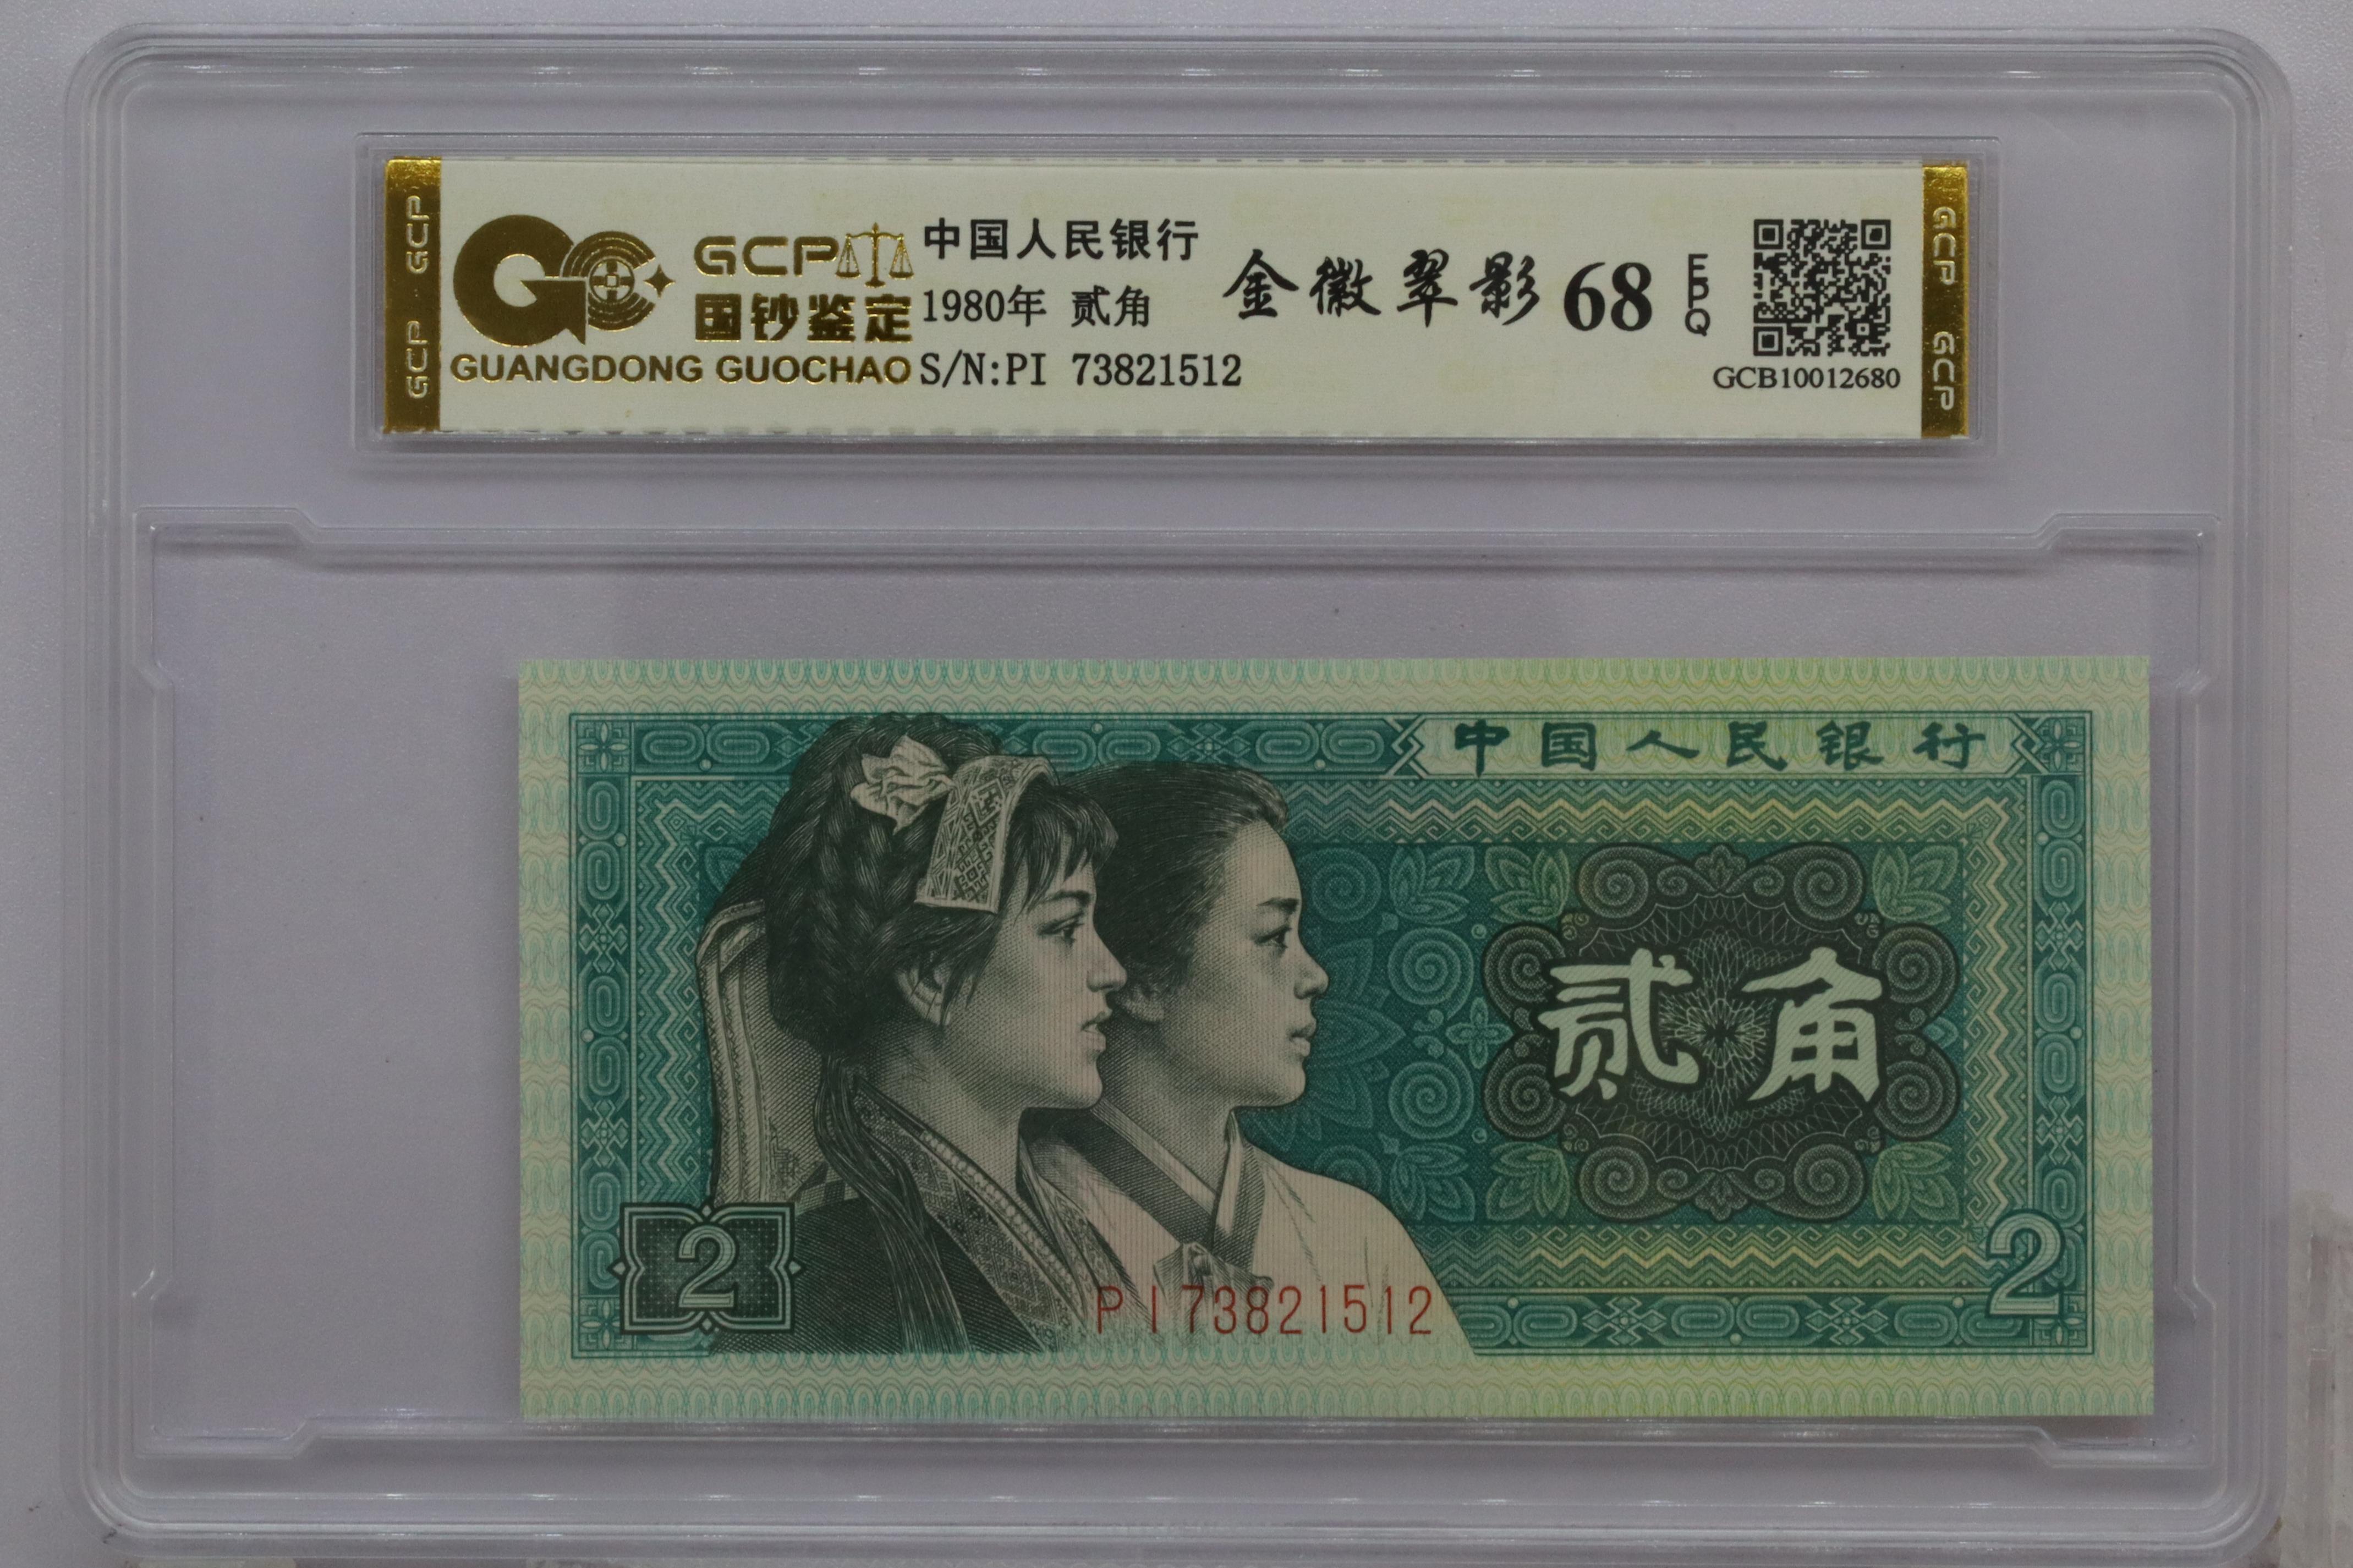 GCP
GCP
GCP
国钞鉴定
GUANGDONG GUOCHAO
中国人民银行
1980年 贰角
S/N:PI 73821512
金徽翠影 68 EPQ
GCB10012680
GCP
GCP
中国人民银行
贰角
2
PI73821512
2